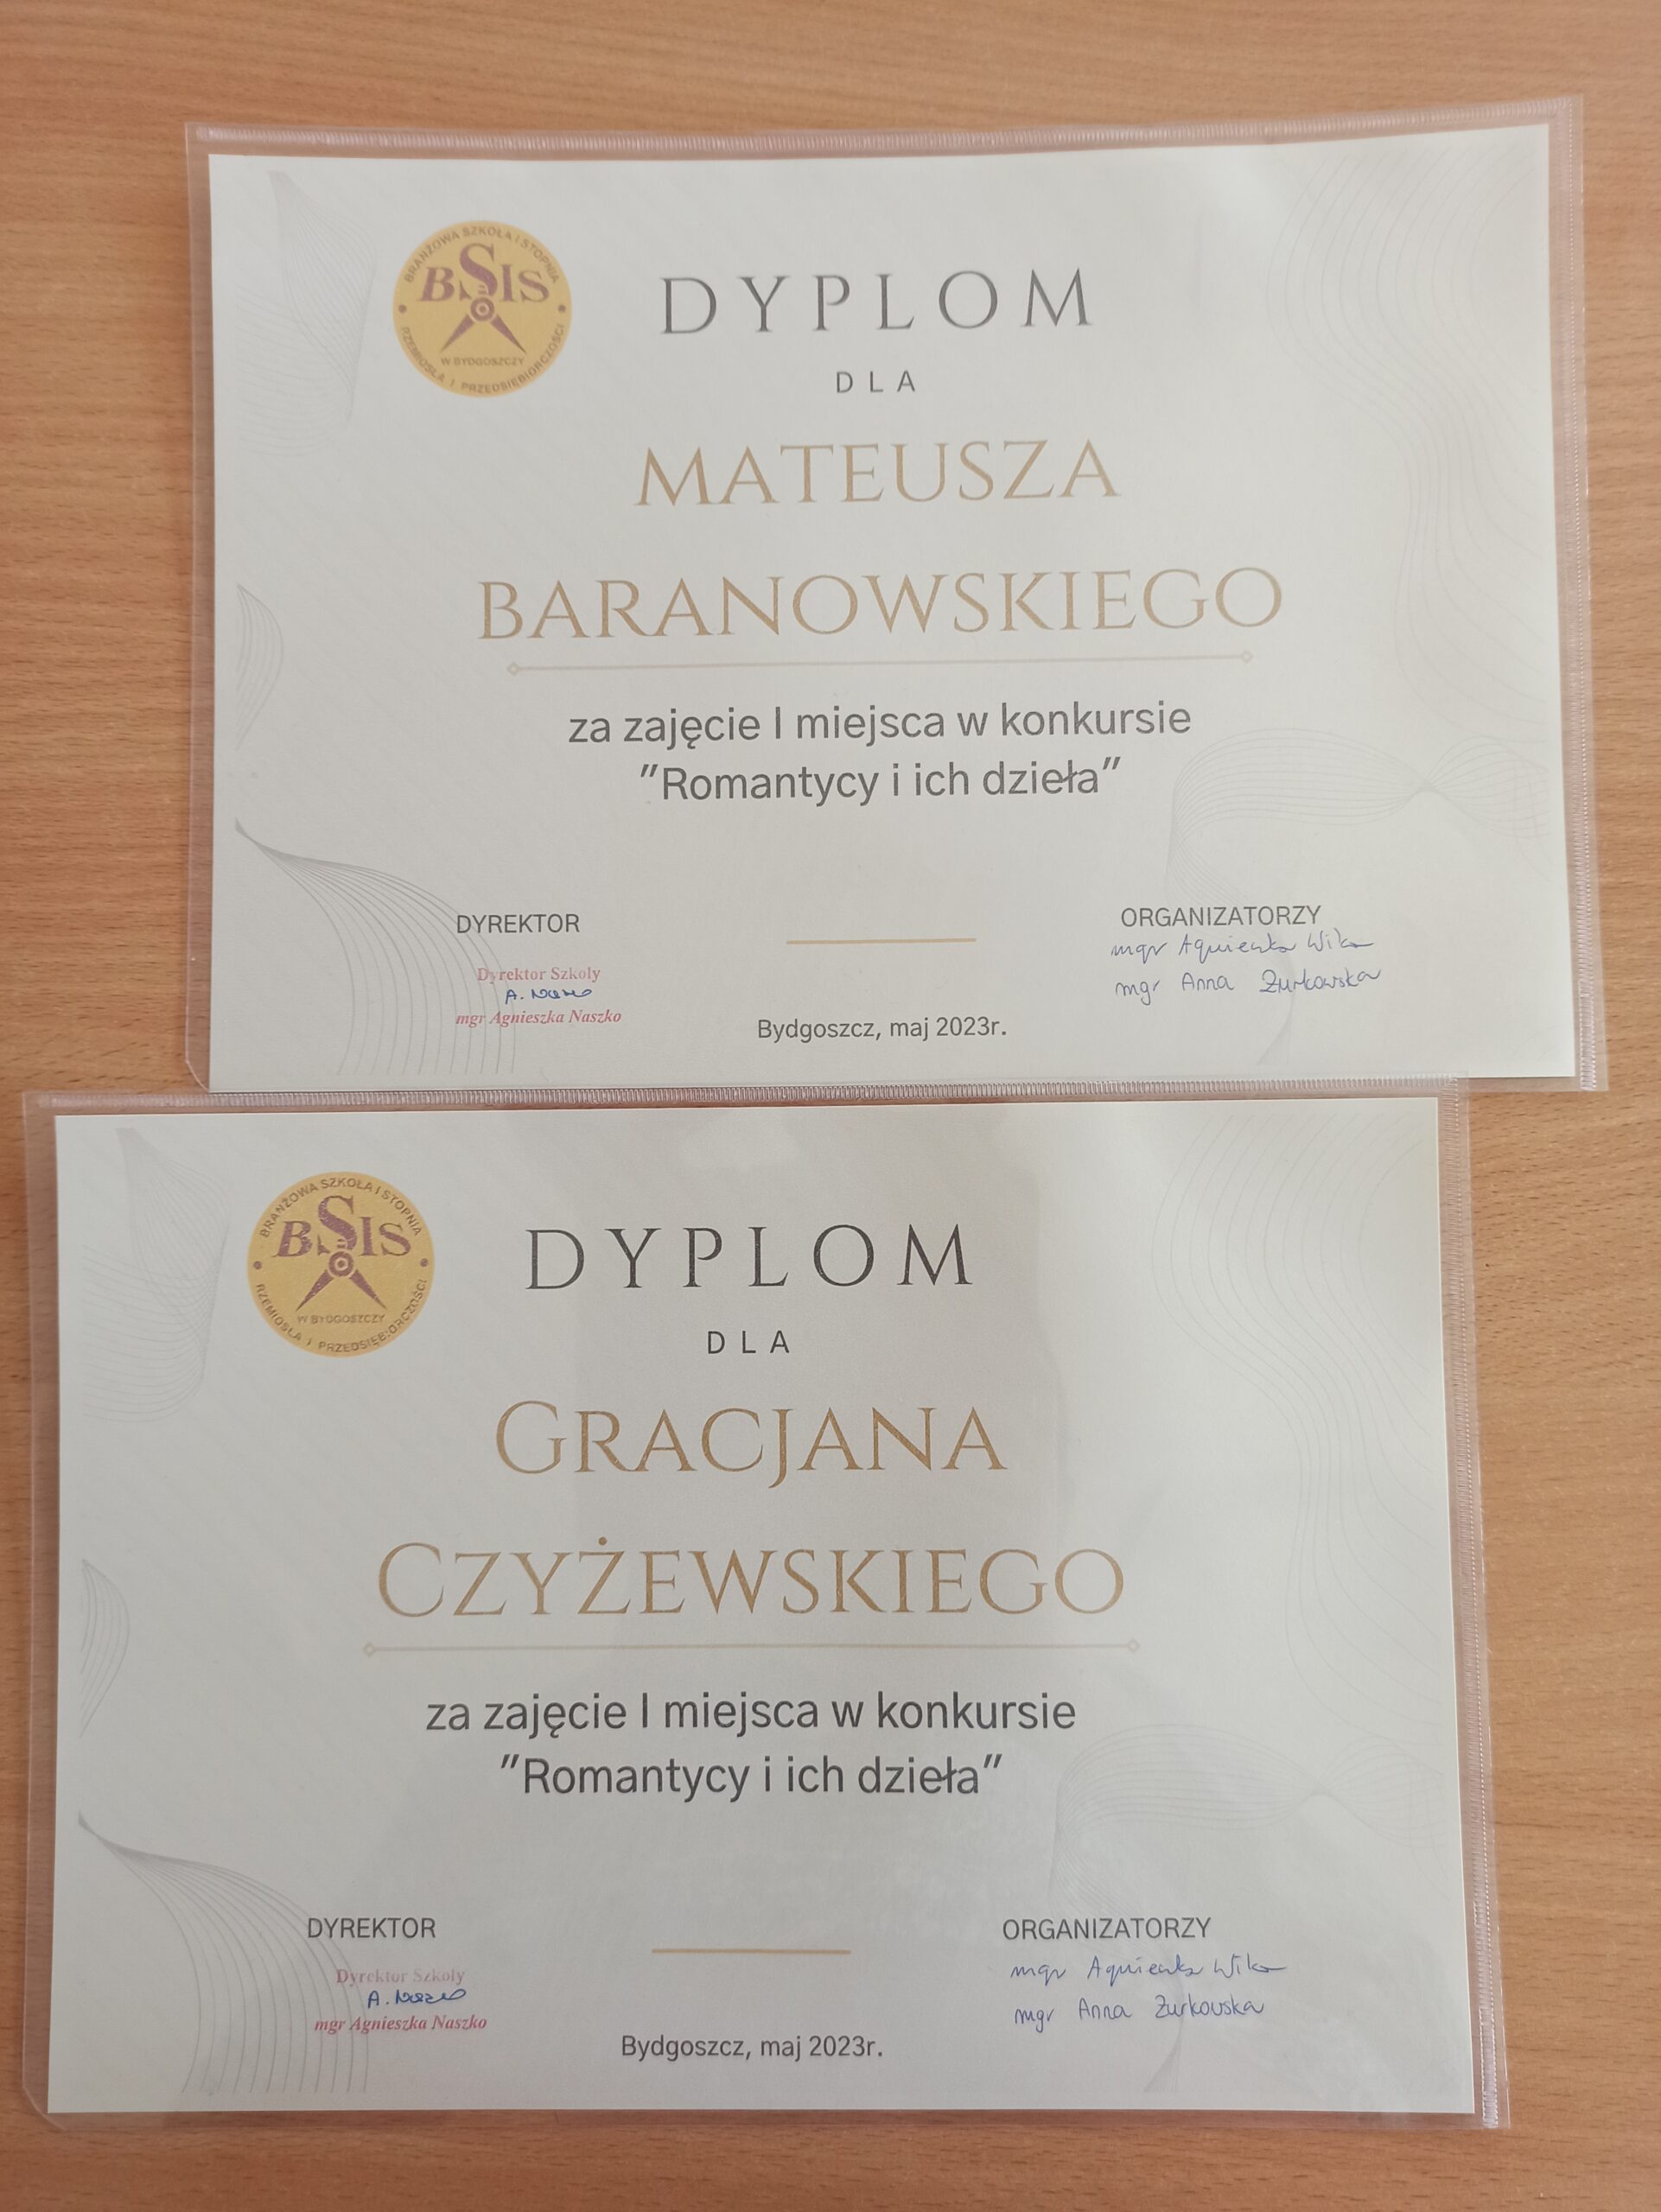 BRANŻOWA SZKOŁA I STOPNIA
BSIS
W BYDGOSZCZY
RZEMIOSŁA I PRZEDSIĘBIORCZOŚCI
DYPLOM
DLA
MATEUSZA
BARANOWSKIEGO
za zajęcie I miejsca w konkursie
"Romantycy i ich dzieła"
DYREKTOR
Dyrektor Szkoły
A. Naszko
mgr Agnieszka Naszko
ORGANIZATORZY
mgr Agnieszka Wilk
mgr Anna Żurkowska
Bydgoszcz, maj 2023r.
BRANŻOWA SZKOŁA I STOPNIA
BSIS
W BYDGOSZCZY
RZEMIOSŁA I PRZEDSIĘBIORCZOŚCI
DYPLOM
DLA
GRACJANA
CZYŻEWSKIEGO
za zajęcie I miejsca w konkursie
"Romantycy i ich dzieła"
DYREKTOR
Dyrektor Szkoły
A. Naszko
mgr Agnieszka Naszko
ORGANIZATORZY
mgr Agnieszka
mgr Anna Żurkowska
Bydgoszcz, maj 2023r.